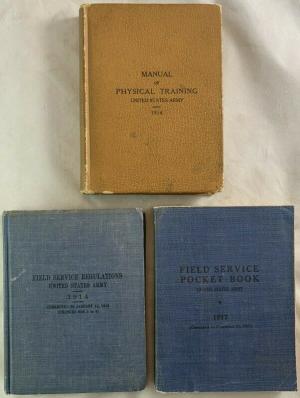 MANUAL
OF
PHYSICAL TRAINING
UNITED STATES ARMY
1914
FIELD SERVICE REGULATIONS
UNITED STATES ARMY
1914
FIELD SERVICE
POCKET BOOK
UNITED STATES ARMY
1917